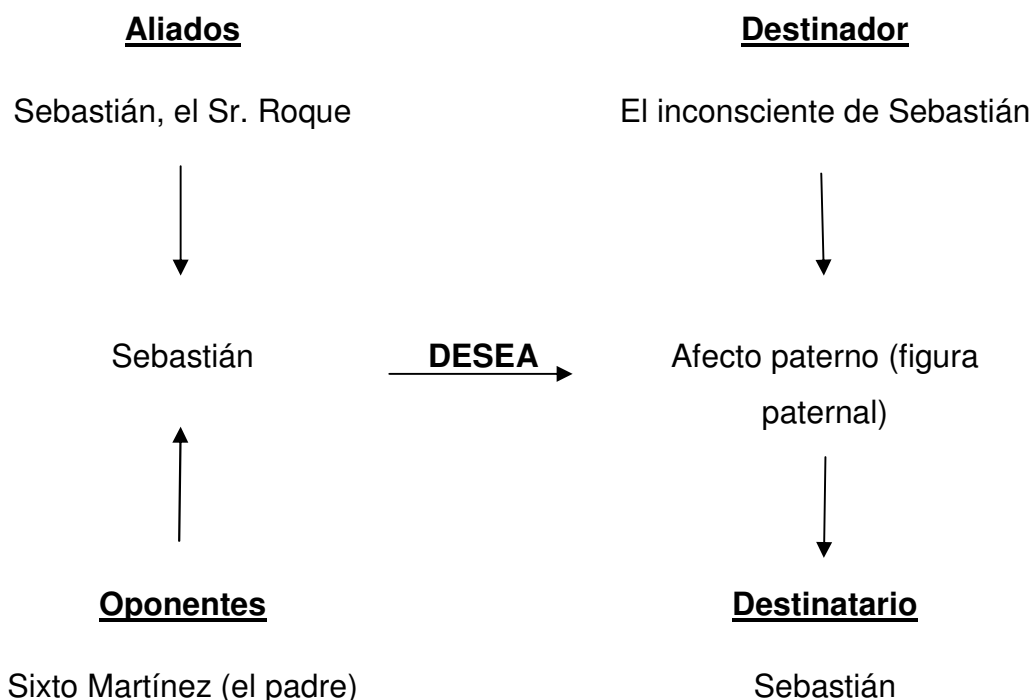 Aliados
Destinador
Sebastián, el Sr. Roque
El inconsciente de Sebastián
Sebastián
DESEA
Afecto paterno (figura
paternal)
Oponentes
Destinatario
Sixto Martínez (el padre)
Sebastián